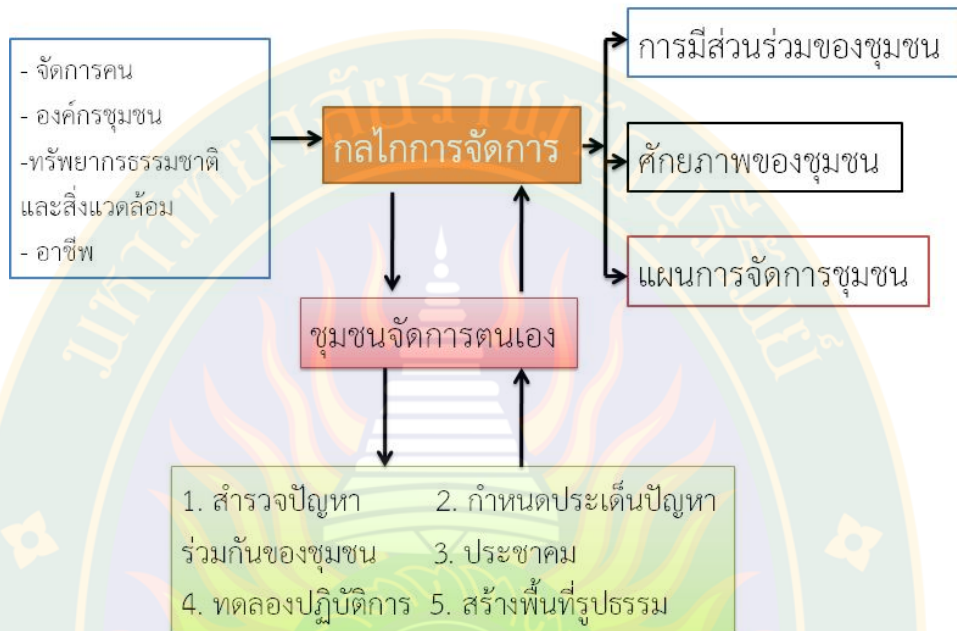 - จัดการคน
- องค์กรชุมชน
-ทรัพยากรธรรมชาติ
และสิ่งแวดล้อม
- อาชีพ
กลไกการจัดการ
การมีส่วนร่วมของชุมชน
ศักยภาพของชุมชน
แผนการจัดการชุมชน
ชุมชนจัดการตนเอง
1. สำรวจปัญหา 2. กำหนดประเด็นปัญหา
ร่วมกันของชุมชน 3. ประชาคม
4. ทดลองปฏิบัติการ 5. สร้างพื้นที่รูปธรรม